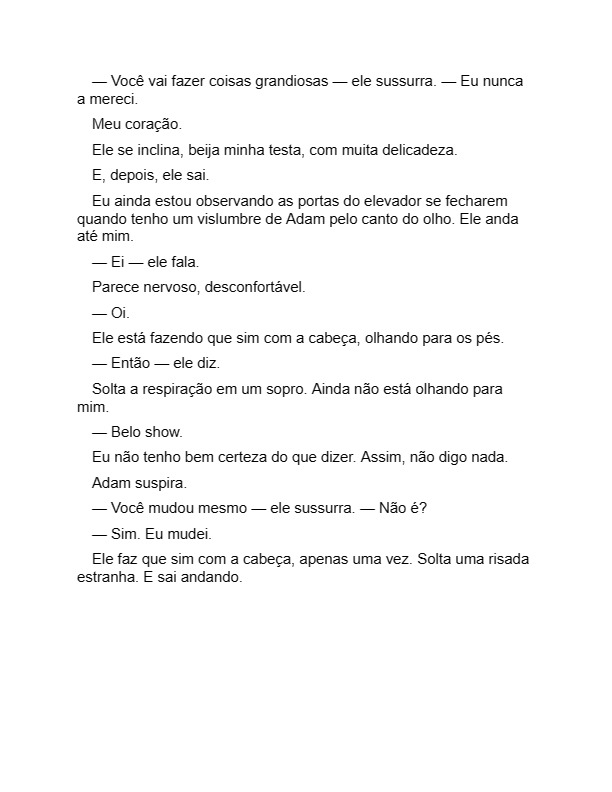 — Você vai fazer coisas grandiosas — ele sussurra. — Eu nunca
a mereci.
Meu coração.
Ele se inclina, beija minha testa, com muita delicadeza.
E, depois, ele sai.
Eu ainda estou observando as portas do elevador se fecharem
quando tenho um vislumbre de Adam pelo canto do olho. Ele anda
até mim.
— Ei — ele fala.
Parece nervoso, desconfortável.
— Oi.
Ele está fazendo que sim com a cabeça, olhando para os pés.
— Então — ele diz.
Solta a respiração em um sopro. Ainda não está olhando para
mim.
— Belo show.
Eu não tenho bem certeza do que dizer. Assim, não digo nada.
Adam suspira.
— Você mudou mesmo — ele sussurra. — Não é?
— Sim. Eu mudei.
Ele faz que sim com a cabeça, apenas uma vez. Solta uma risada
estranha. E sai andando.